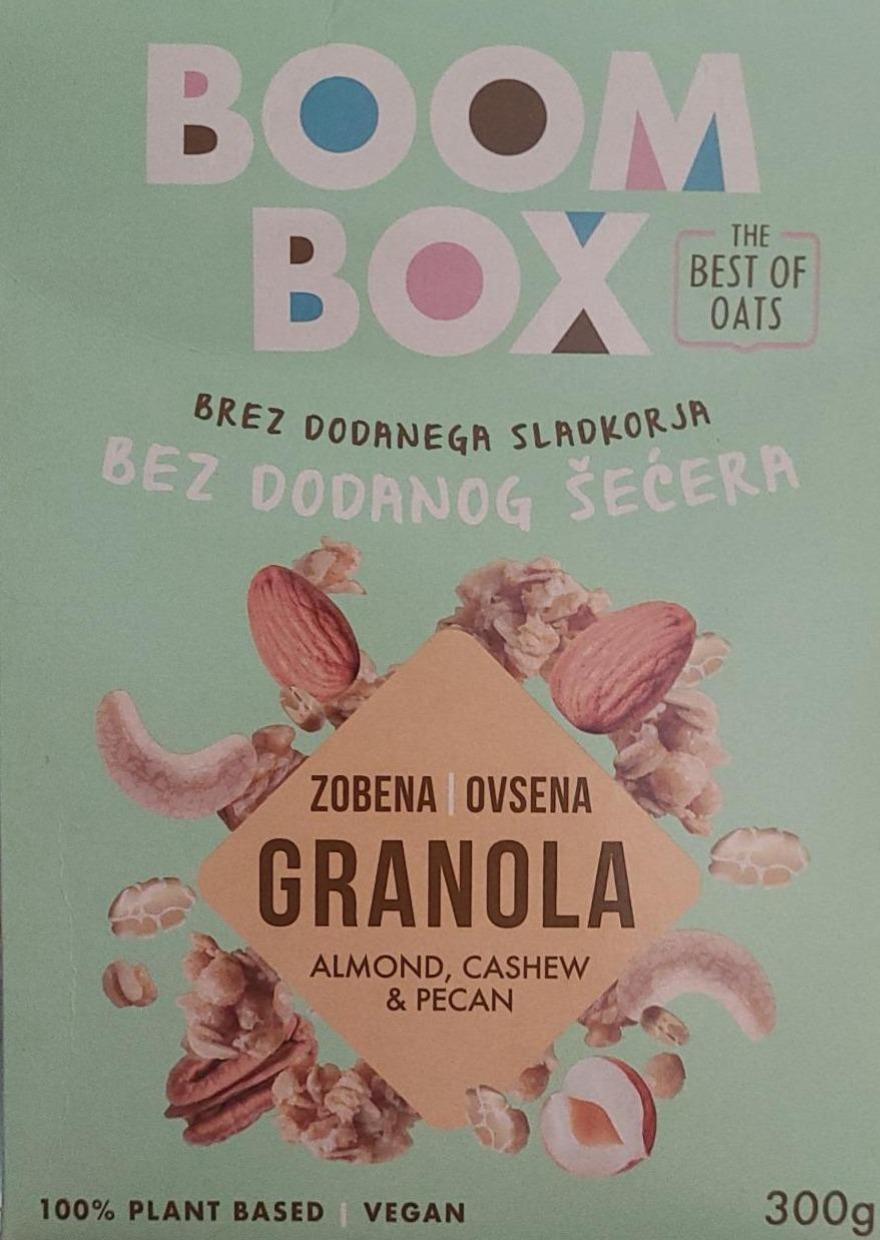 BOOM
BOX
THE
BEST OF
OATS
BREZ DODANEGA SLADKORJA
BEZ DODANOG ŠEĆERA
ZOBENA | OVSENA
GRANOLA
ALMOND, CASHEW
& PECAN
100% PLANT BASED | VEGAN
300g